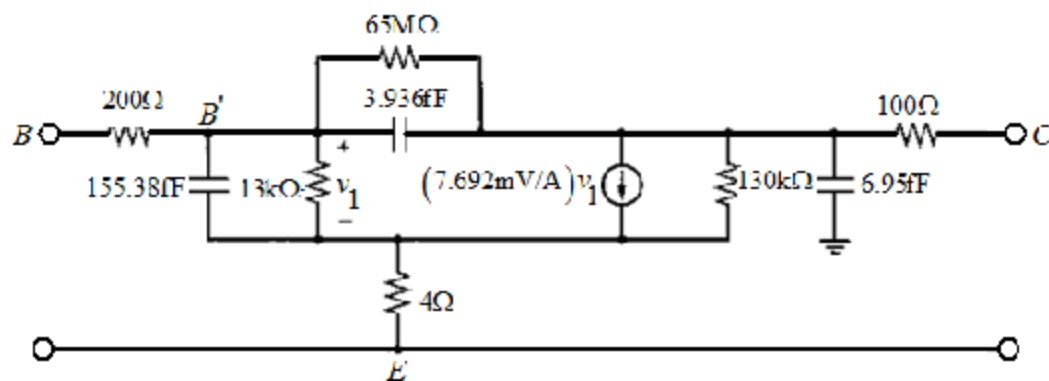 65MΩ
200Ω
B'
3.936fF
100Ω
B
+
C
155.38fF
13kΩ
v1
(7.692mV/A)v1
130kΩ
6.95fF
−
4Ω
E